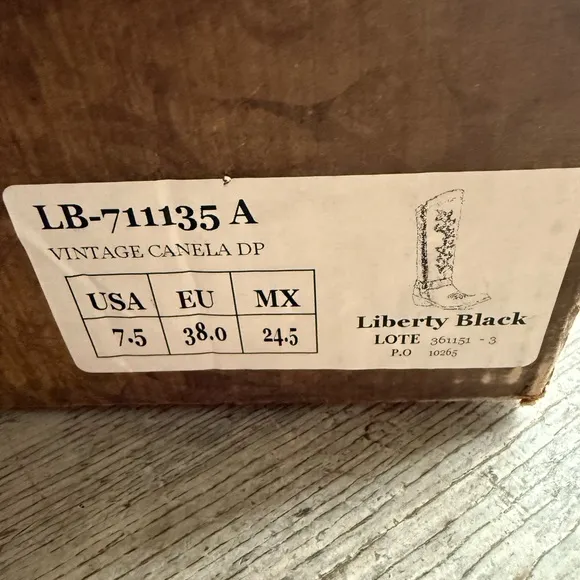 LB-711135 A
VINTAGE CANELA DP
USA EU MX
7.5 38.0 24.5
Liberty Black
LOTE 361151 - 3
P.O 10265